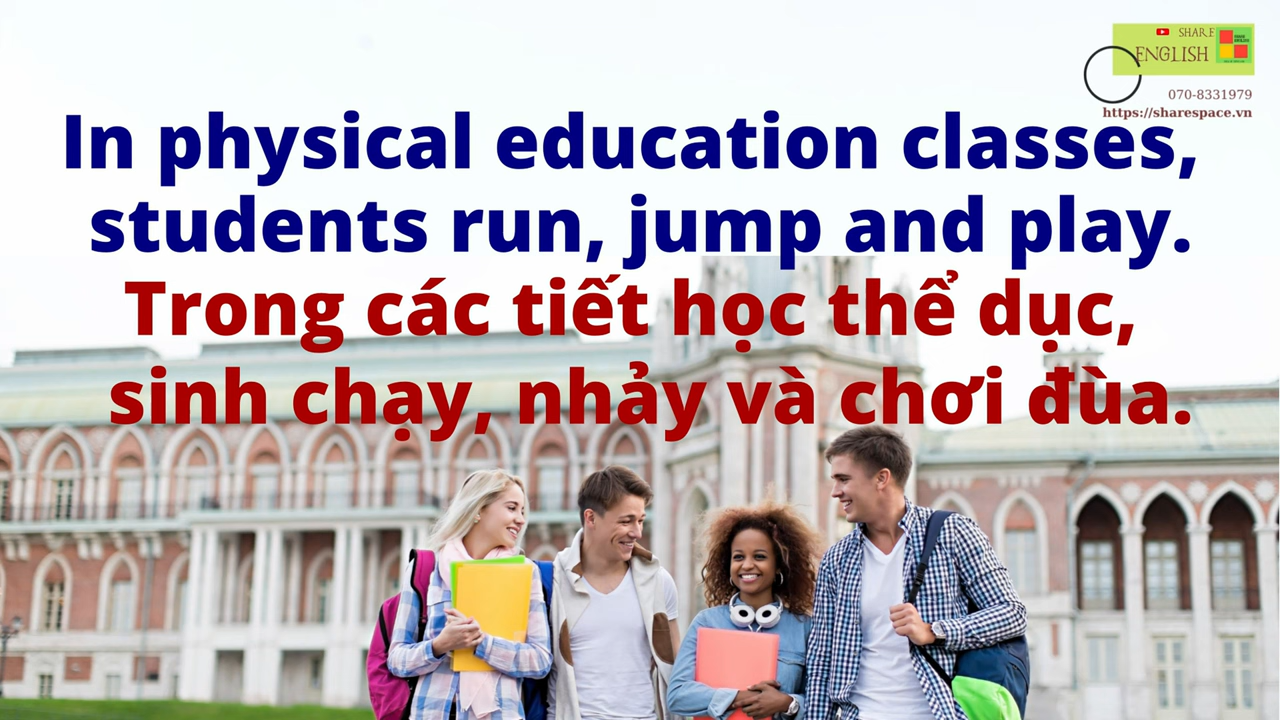 SHARE
ENGLISH
070-8331979
https://sharespace.vn
In physical education classes,
students run, jump and play.
Trong các tiết học thể dục,
sinh chạy, nhảy và chơi đùa.